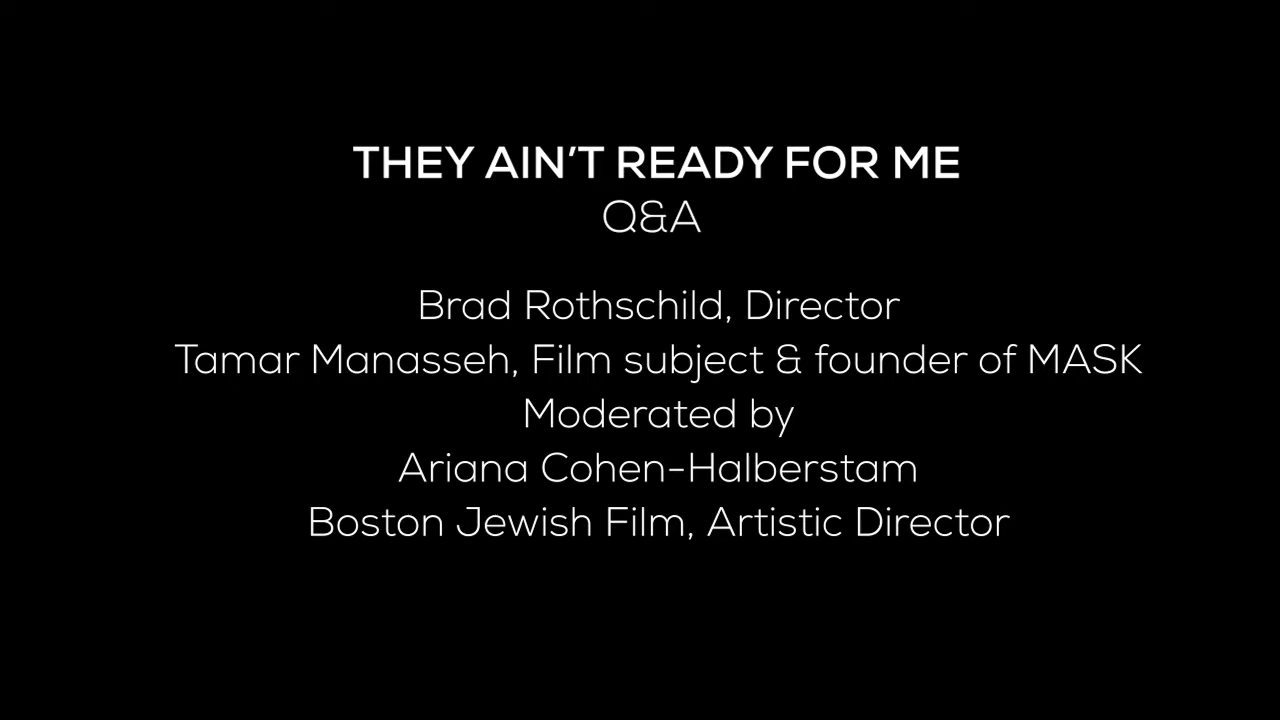 THEY AIN’T READY FOR ME
Q&A
Brad Rothschild, Director
Tamar Manasseh, Film subject & founder of MASK
Moderated by
Ariana Cohen-Halberstam
Boston Jewish Film, Artistic Director